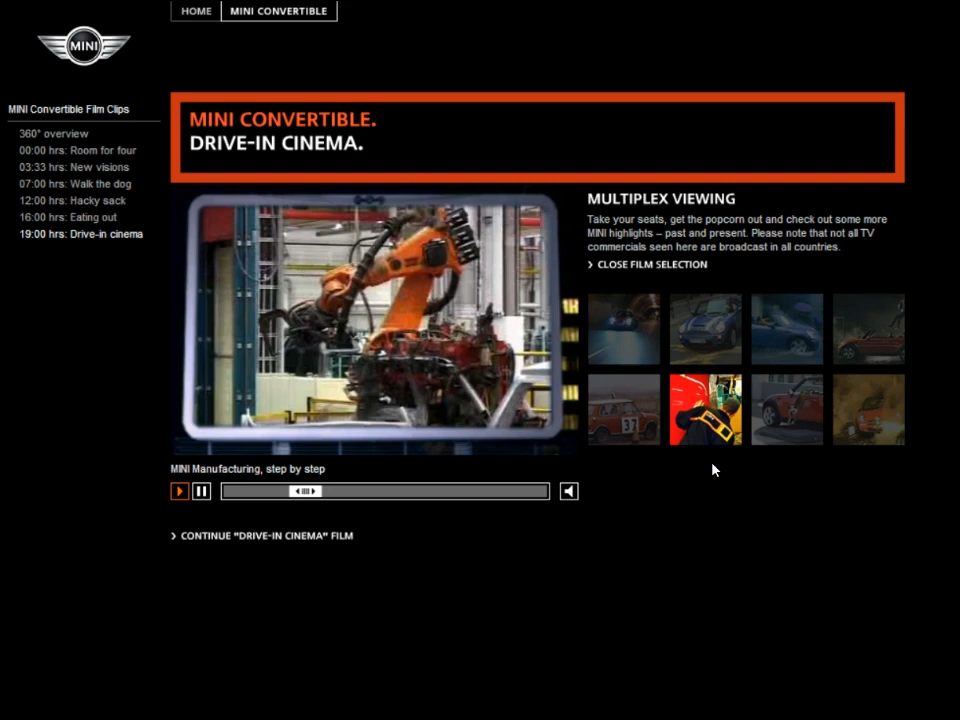 HOME
MINI CONVERTIBLE
MINI
MINI Convertible Film Clips
360° overview
00:00 hrs: Room for four
03:33 hrs: New visions
07:00 hrs: Walk the dog
12:00 hrs: Hacky sack
16:00 hrs: Eating out
19:00 hrs: Drive-in cinema
MINI CONVERTIBLE.
DRIVE-IN CINEMA.
MULTIPLEX VIEWING
Take your seats, get the popcorn out and check out some more
MINI highlights – past and present. Please note that not all TV
commercials seen here are broadcast in all countries.
CLOSE FILM SELECTION
37
MINI Manufacturing, step by step
CONTINUE "DRIVE-IN CINEMA" FILM